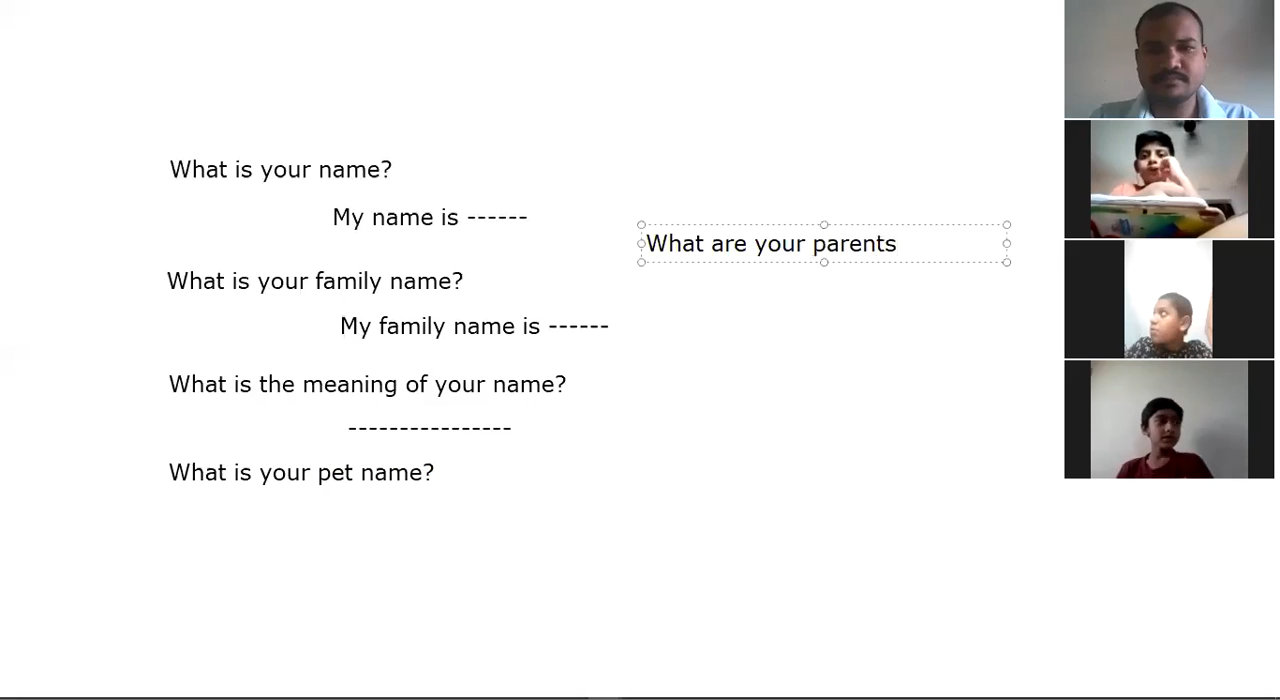 What is your name?
My name is ------
What is your family name?
My family name is ------
What is the meaning of your name?
----------------
What is your pet name?
What are your parents